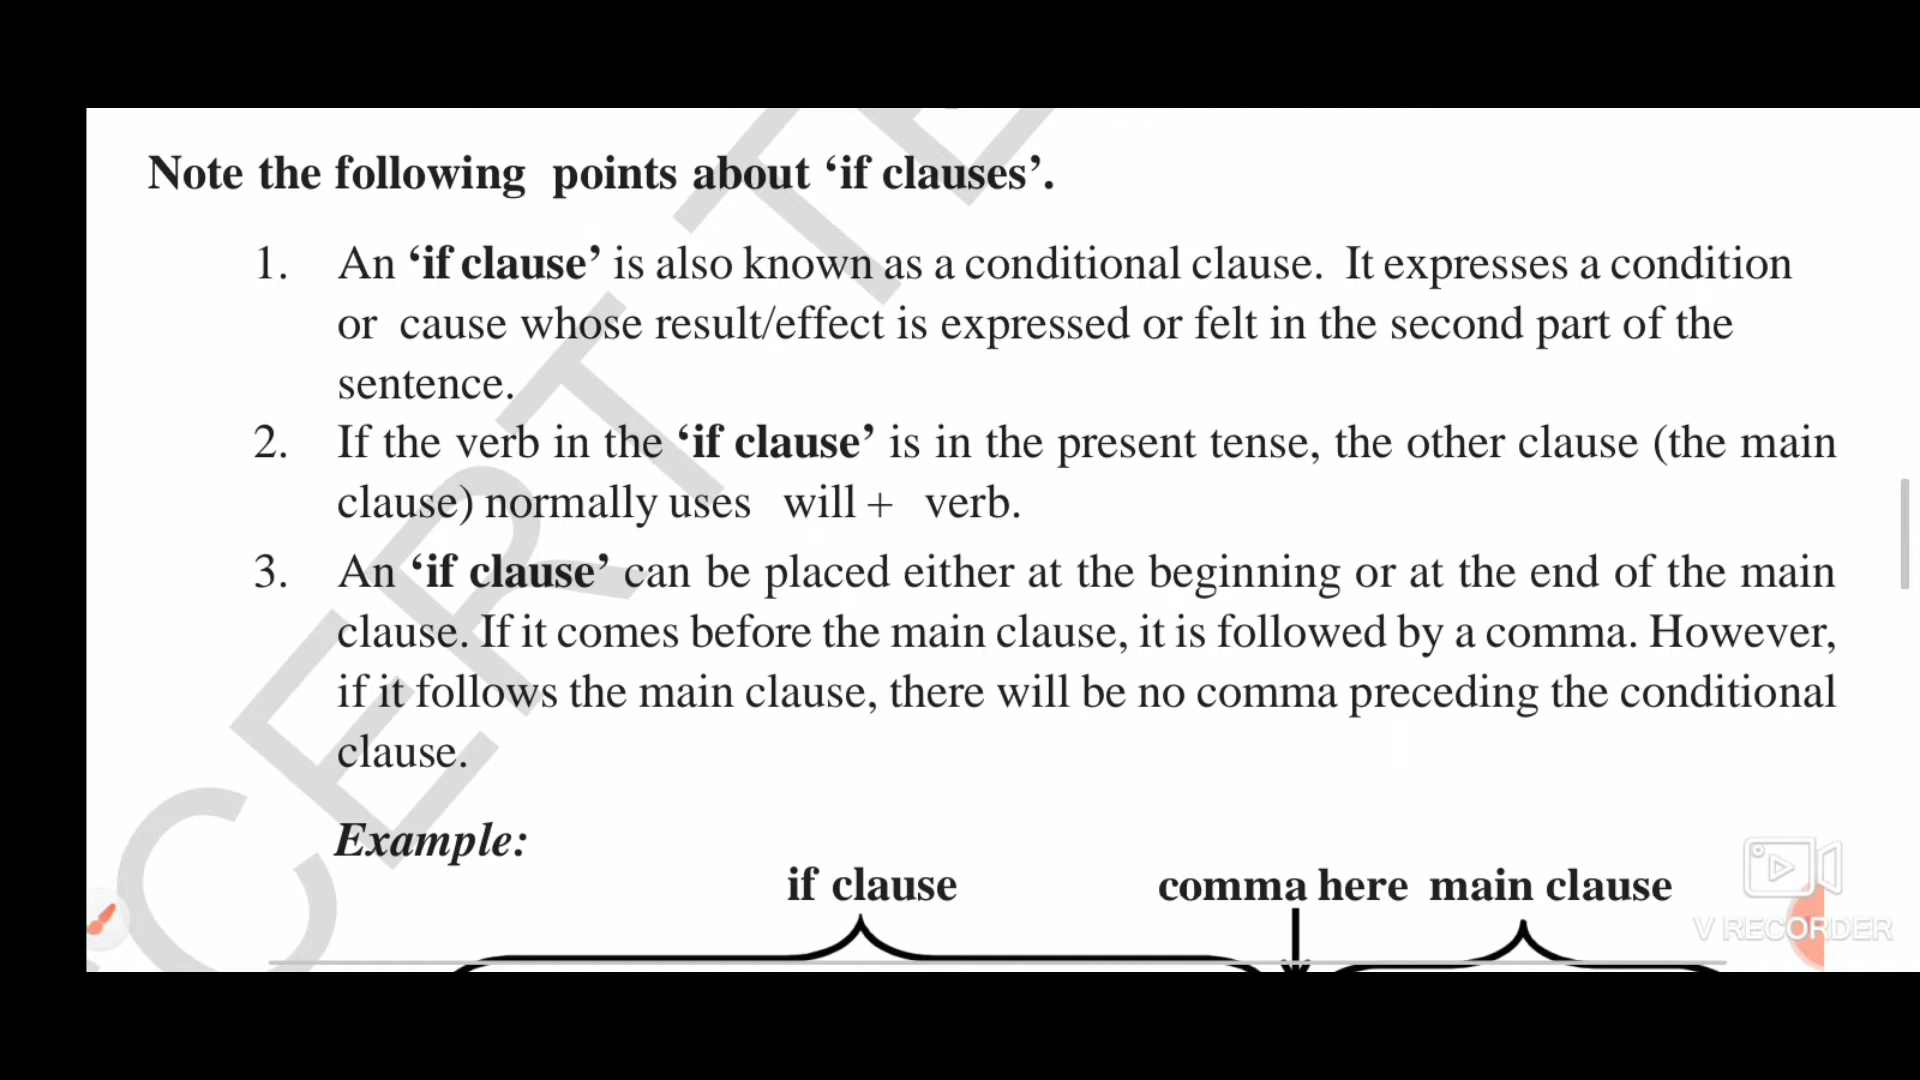 Note the following points about ‘if clauses’.
1. An ‘if clause’ is also known as a conditional clause. It expresses a condition
or cause whose result/effect is expressed or felt in the second part of the
sentence.
2. If the verb in the ‘if clause’ is in the present tense, the other clause (the main
clause) normally uses will + verb.
3. An ‘if clause’ can be placed either at the beginning or at the end of the main
clause. If it comes before the main clause, it is followed by a comma. However,
if it follows the main clause, there will be no comma preceding the conditional
clause.
Example:
if clause comma here main clause
V RECORDER
CERT TE